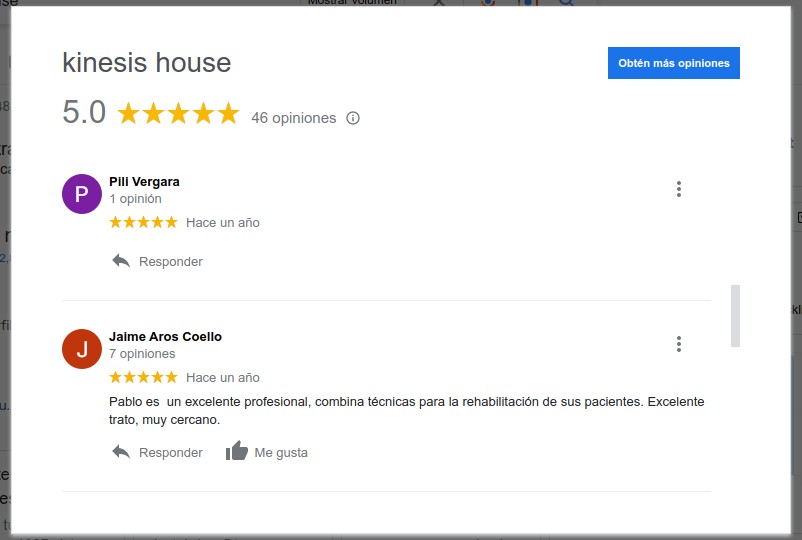 Mostrar volumen
kinesis house
Obtén más opiniones
5.0
46 opiniones
P
Pili Vergara
1 opinión
Hace un año
Responder
J
Jaime Aros Coello
7 opiniones
Hace un año
Pablo es  un excelente profesional, combina técnicas para la rehabilitación de sus pacientes. Excelente
trato, muy cercano.
Responder
Me gusta